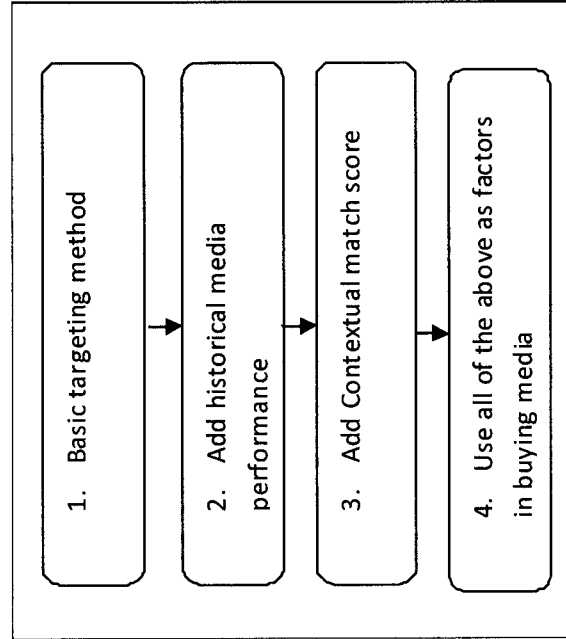 1. Basic targeting method
2. Add historical media
performance
3. Add Contextual match score
4. Use all of the above as factors
in buying media